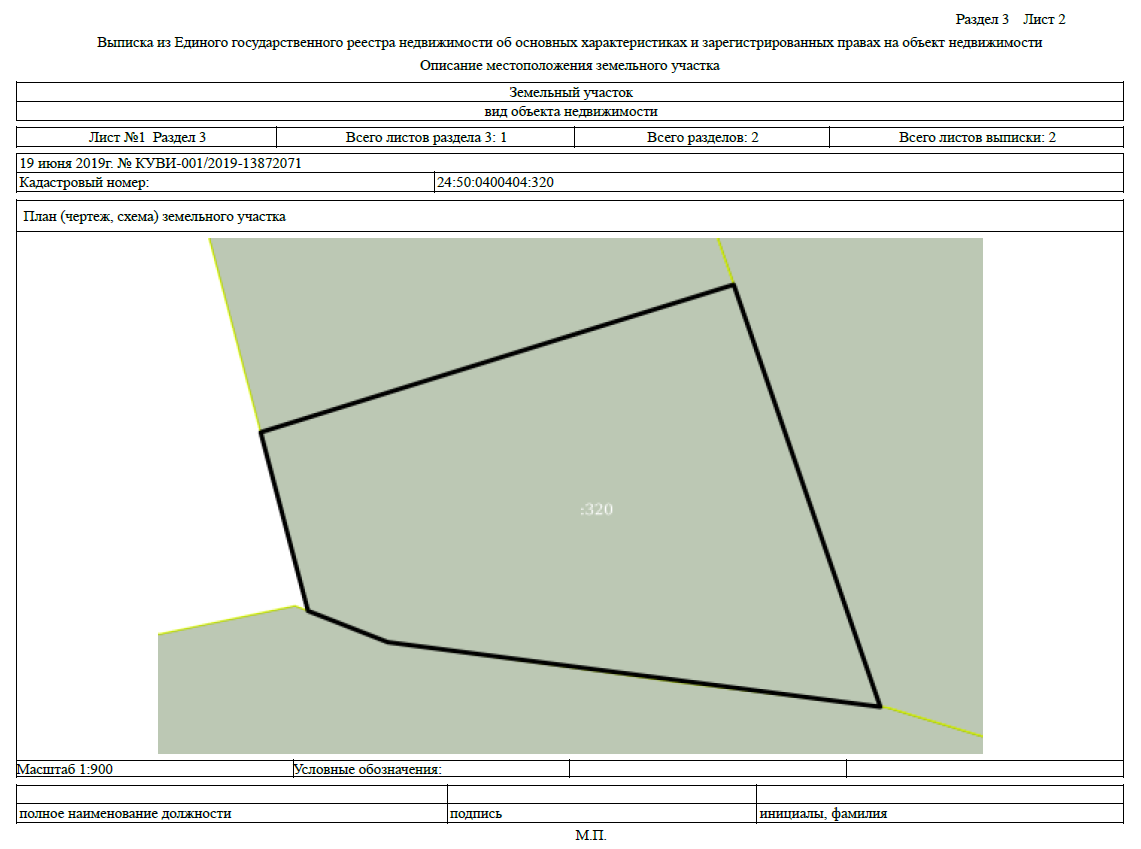 Раздел 3 Лист 2
Выписка из Единого государственного реестра недвижимости об основных характеристиках и зарегистрированных правах на объект недвижимости
Описание местоположения земельного участка
Земельный участок
вид объекта недвижимости
Лист №1 Раздел 3 Всего листов раздела 3: 1 Всего разделов: 2 Всего листов выписки: 2
19 июня 2019г. № КУВИ-001/2019-13872071
Кадастровый номер: 24:50:0400404:320
План (чертеж, схема) земельного участка
:320
Масштаб 1:900 Условные обозначения:
полное наименование должности подпись инициалы, фамилия
М.П.